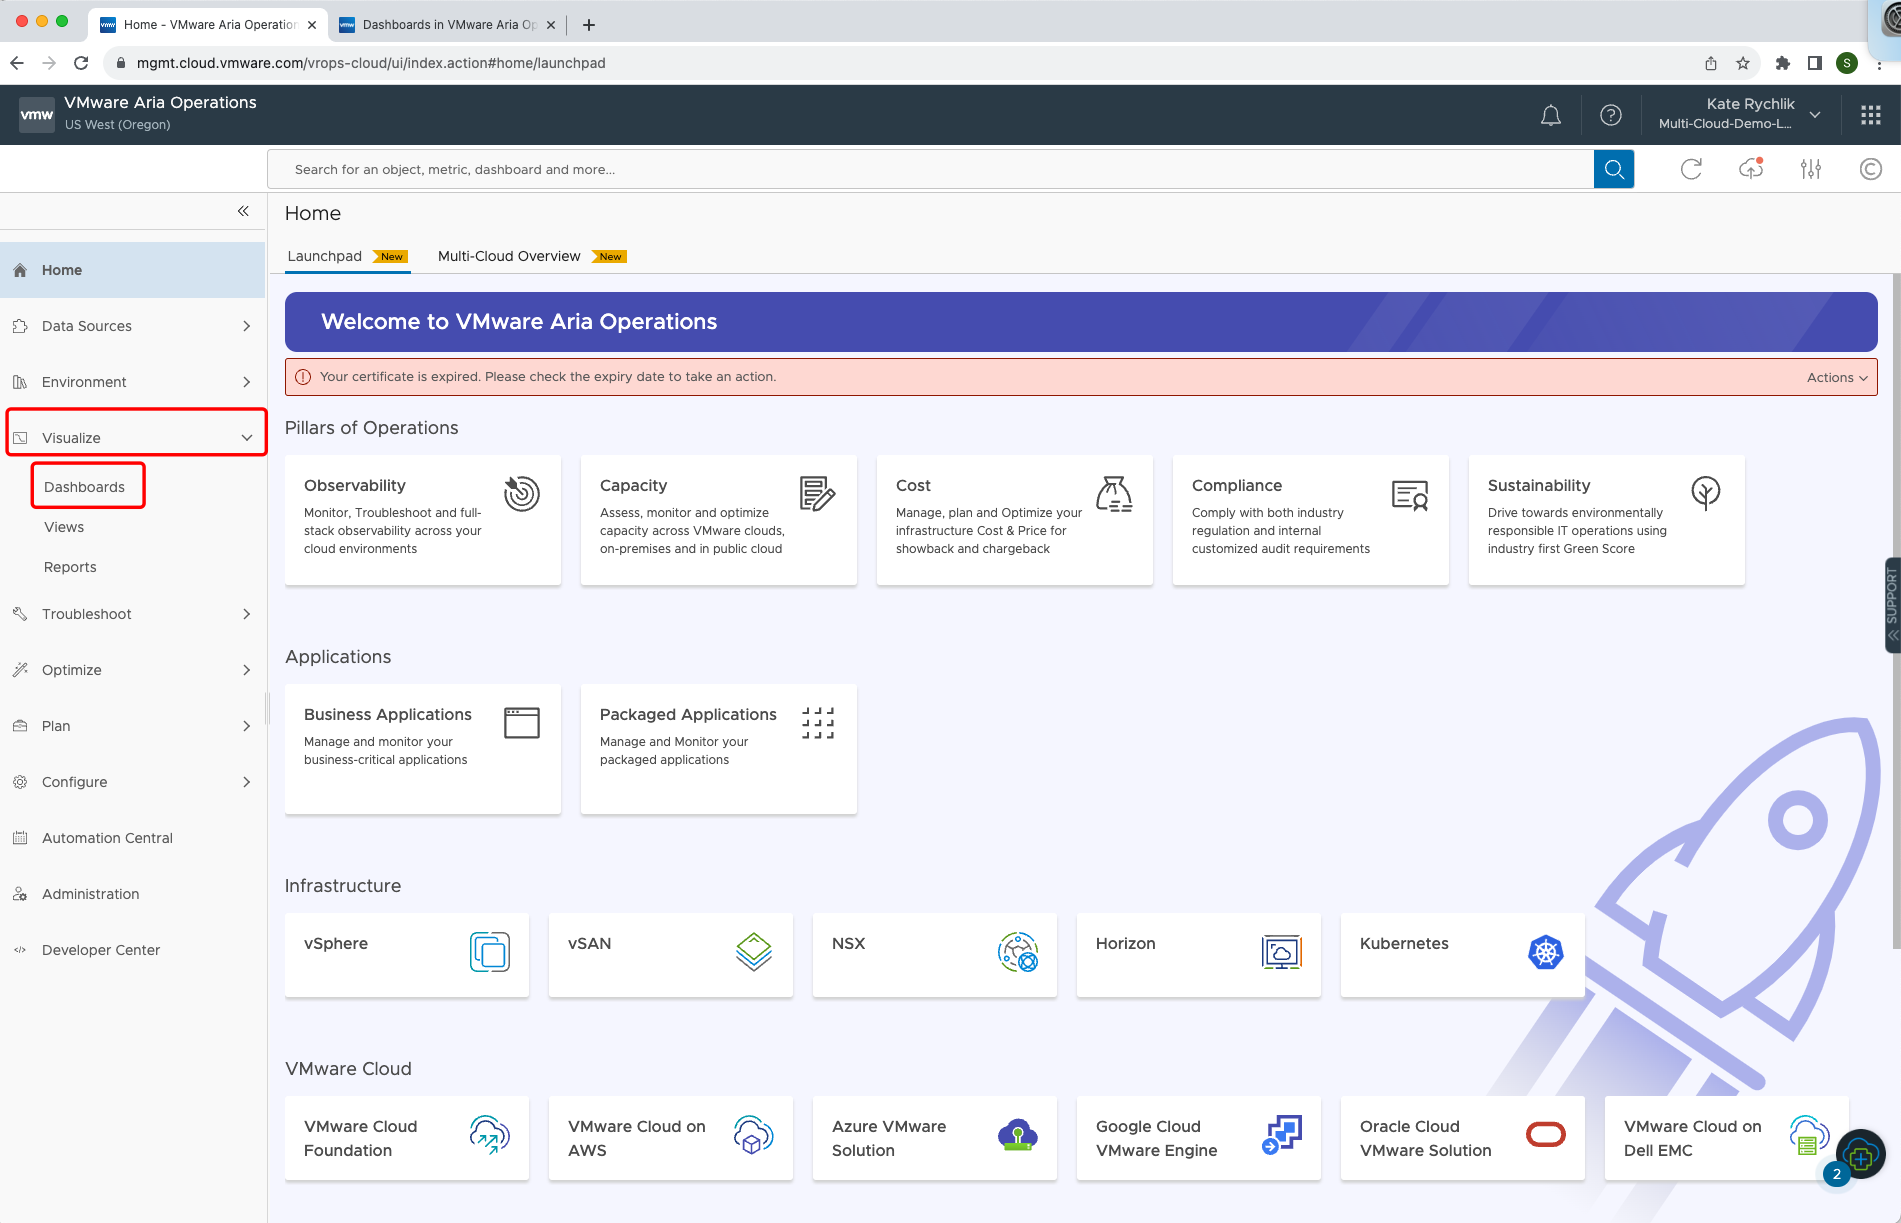 Home - VMware Aria Operation
Dashboards in VMware Aria Op
mgmt.cloud.vmware.com/vrops-cloud/ui/index.action#home/launchpad
S
vmw
VMware Aria Operations
US West (Oregon)
Kate Rychlik
Multi-Cloud-Demo-L...
Search for an object, metric, dashboard and more...
Home
Launchpad New
Multi-Cloud Overview New
Home
Data Sources
Environment
Visualize
Dashboards
Views
Reports
Troubleshoot
Optimize
Plan
Configure
Automation Central
Administration
Developer Center
Welcome to VMware Aria Operations
Your certificate is expired. Please check the expiry date to take an action.
Actions
Pillars of Operations
Observability
Monitor, Troubleshoot and full-
stack observability across your
cloud environments
Capacity
Assess, monitor and optimize
capacity across VMware clouds,
on-premises and in public cloud
Cost
Manage, plan and Optimize your
infrastructure Cost & Price for
showback and chargeback
Compliance
Comply with both industry
regulation and internal
customized audit requirements
Sustainability
Drive towards environmentally
responsible IT operations using
industry first Green Score
SUPPORT
Applications
Business Applications
Manage and monitor your
business-critical applications
Packaged Applications
Manage and Monitor your
packaged applications
Infrastructure
vSphere
vSAN
NSX
Horizon
Kubernetes
VMware Cloud
VMware Cloud
Foundation
VMware Cloud on
AWS
Azure VMware
Solution
Google Cloud
VMware Engine
Oracle Cloud
VMware Solution
VMware Cloud on
Dell EMC
2